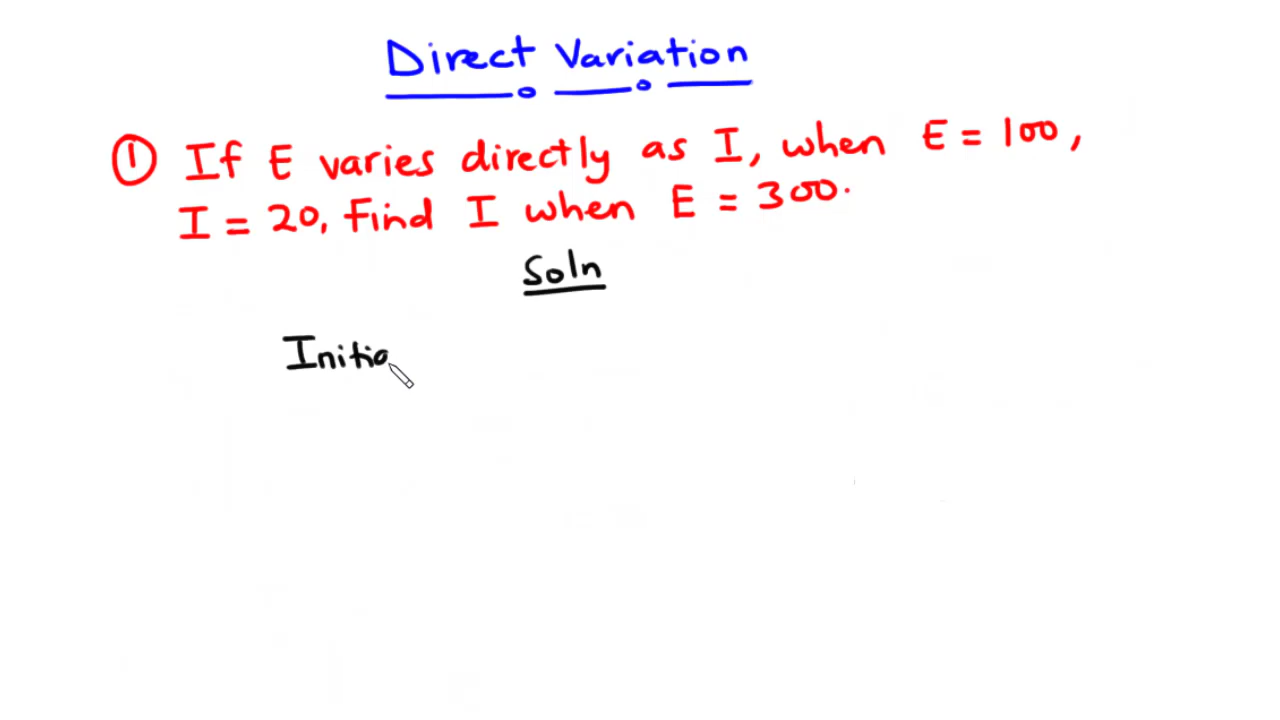 Direct Variation
① If E varies directly as I, when E = 100,
I = 20, Find I when E = 300.
Soln
Initia